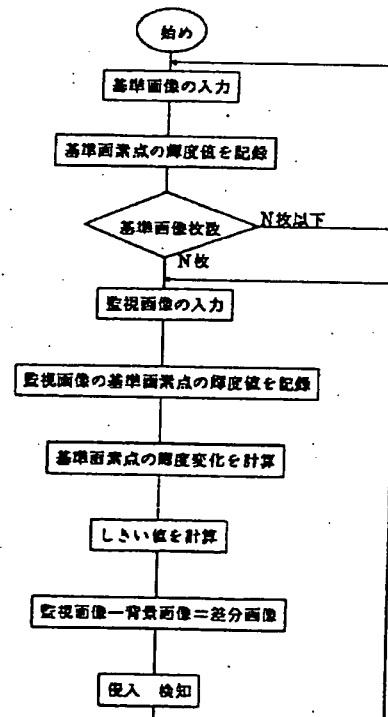 始め
基準画像の入力
基準画素点の輝度値を記録
基準画像枚数
N枚以下
N枚
監視画像の入力
監視画像の基準画素点の輝度値を記録
基準画素点の輝度変化を計算
しきい値を計算
監視画像ー背景画像＝差分画像
侵入 検知